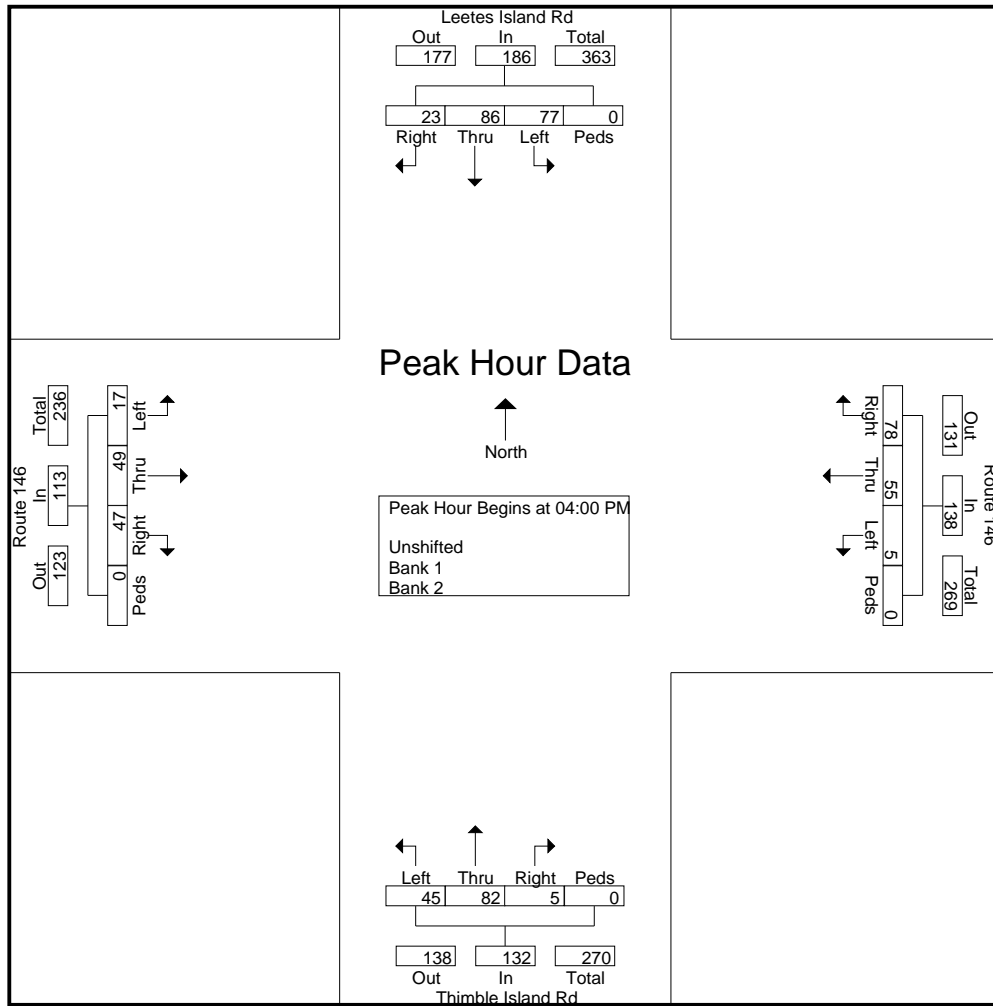 Leetes Island Rd
Out In Total
177 186 363
23 86 77 0
Right Thru Left Peds
Peak Hour Data
North
Peak Hour Begins at 04:00 PM
Unshifted
Bank 1
Bank 2
Route 146
Total In Out
236 113 123
17 49 47 0
Left Thru Right Peds
Right Thru Left Peds
78 55 5 0
131 138 269
Out In Total
Route 146
Left Thru Right Peds
45 82 5 0
138 132 270
Out In Total
Thimble Island Rd